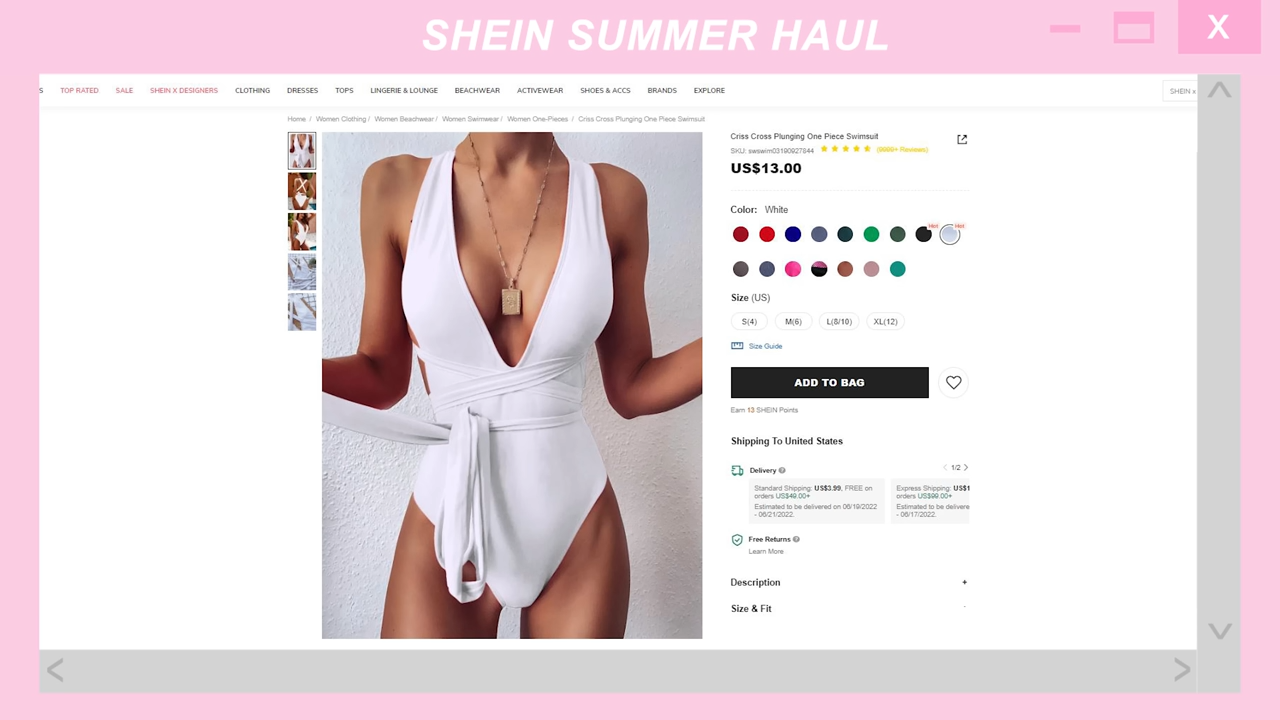 SHEIN SUMMER HAUL
X
S TOP RATED SALE SHEIN X DESIGNERS CLOTHING DRESSES TOPS LINGERIE & LOUNGE BEACHWEAR ACTIVEWEAR SHOES & ACCS BRANDS EXPLORE SHEIN x
Home / Women Clothing / Women Beachwear / Women Swimwear / Women One-Pieces / Criss Cross Plunging One Piece Swimsuit
Criss Cross Plunging One Piece Swimsuit
SKU: swswim03190927844 (9999+ Reviews)
US$13.00
Color: White
Hot Hot
Size (US)
S(4) M(6) L(8/10) XL(12)
Size Guide
ADD TO BAG
Earn 13 SHEIN Points
Shipping To United States
Delivery ? < 1/2 >
Standard Shipping: US$3.99, FREE on
orders US$49.00+
Estimated to be delivered on 06/19/2022
- 06/21/2022.
Express Shipping: US$1
orders US$99.00+
Estimated to be delivere
- 06/17/2022.
Free Returns ?
Learn More
Description +
Size & Fit